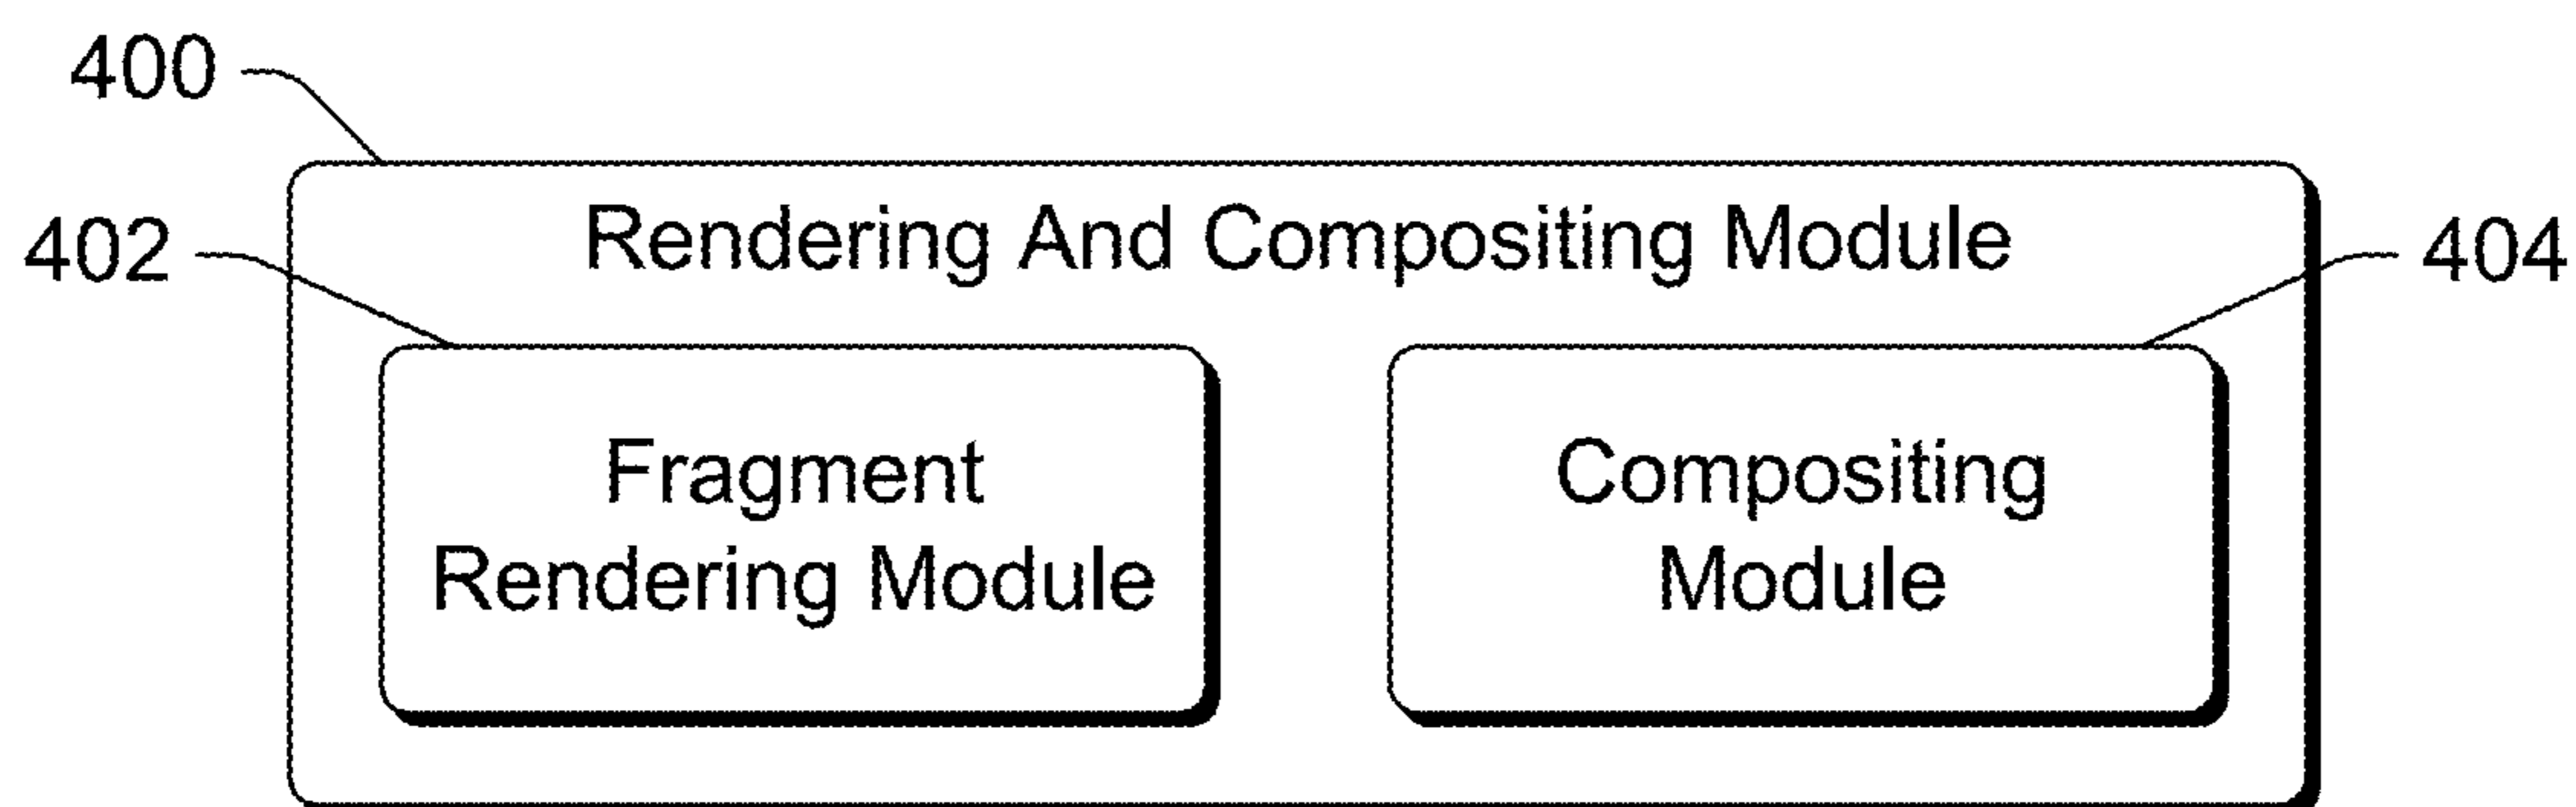 400
Rendering And Compositing Module
402
404
Fragment
Rendering Module
Compositing
Module